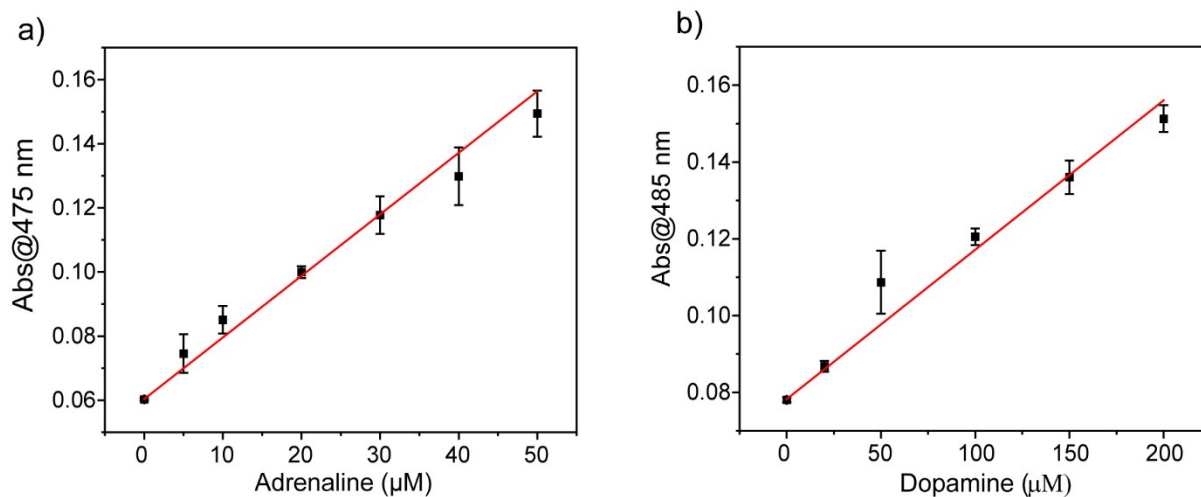 a)
Abs@475 nm
0.16
0.14
0.12
0.10
0.08
0.06
0 10 20 30 40 50
Adrenaline (µM)
b)
Abs@485 nm
0.16
0.14
0.12
0.10
0.08
0 50 100 150 200
Dopamine (µM)